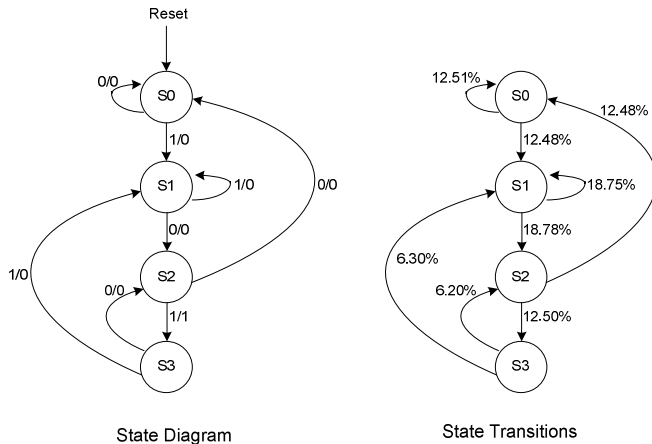 Reset
0/0
S0
1/0
S1
1/0
0/0
0/0
1/0
S2
0/0
1/1
S3
State Diagram
12.51%
S0
12.48%
12.48%
S1
18.75%
18.78%
6.30%
S2
6.20%
12.50%
S3
State Transitions